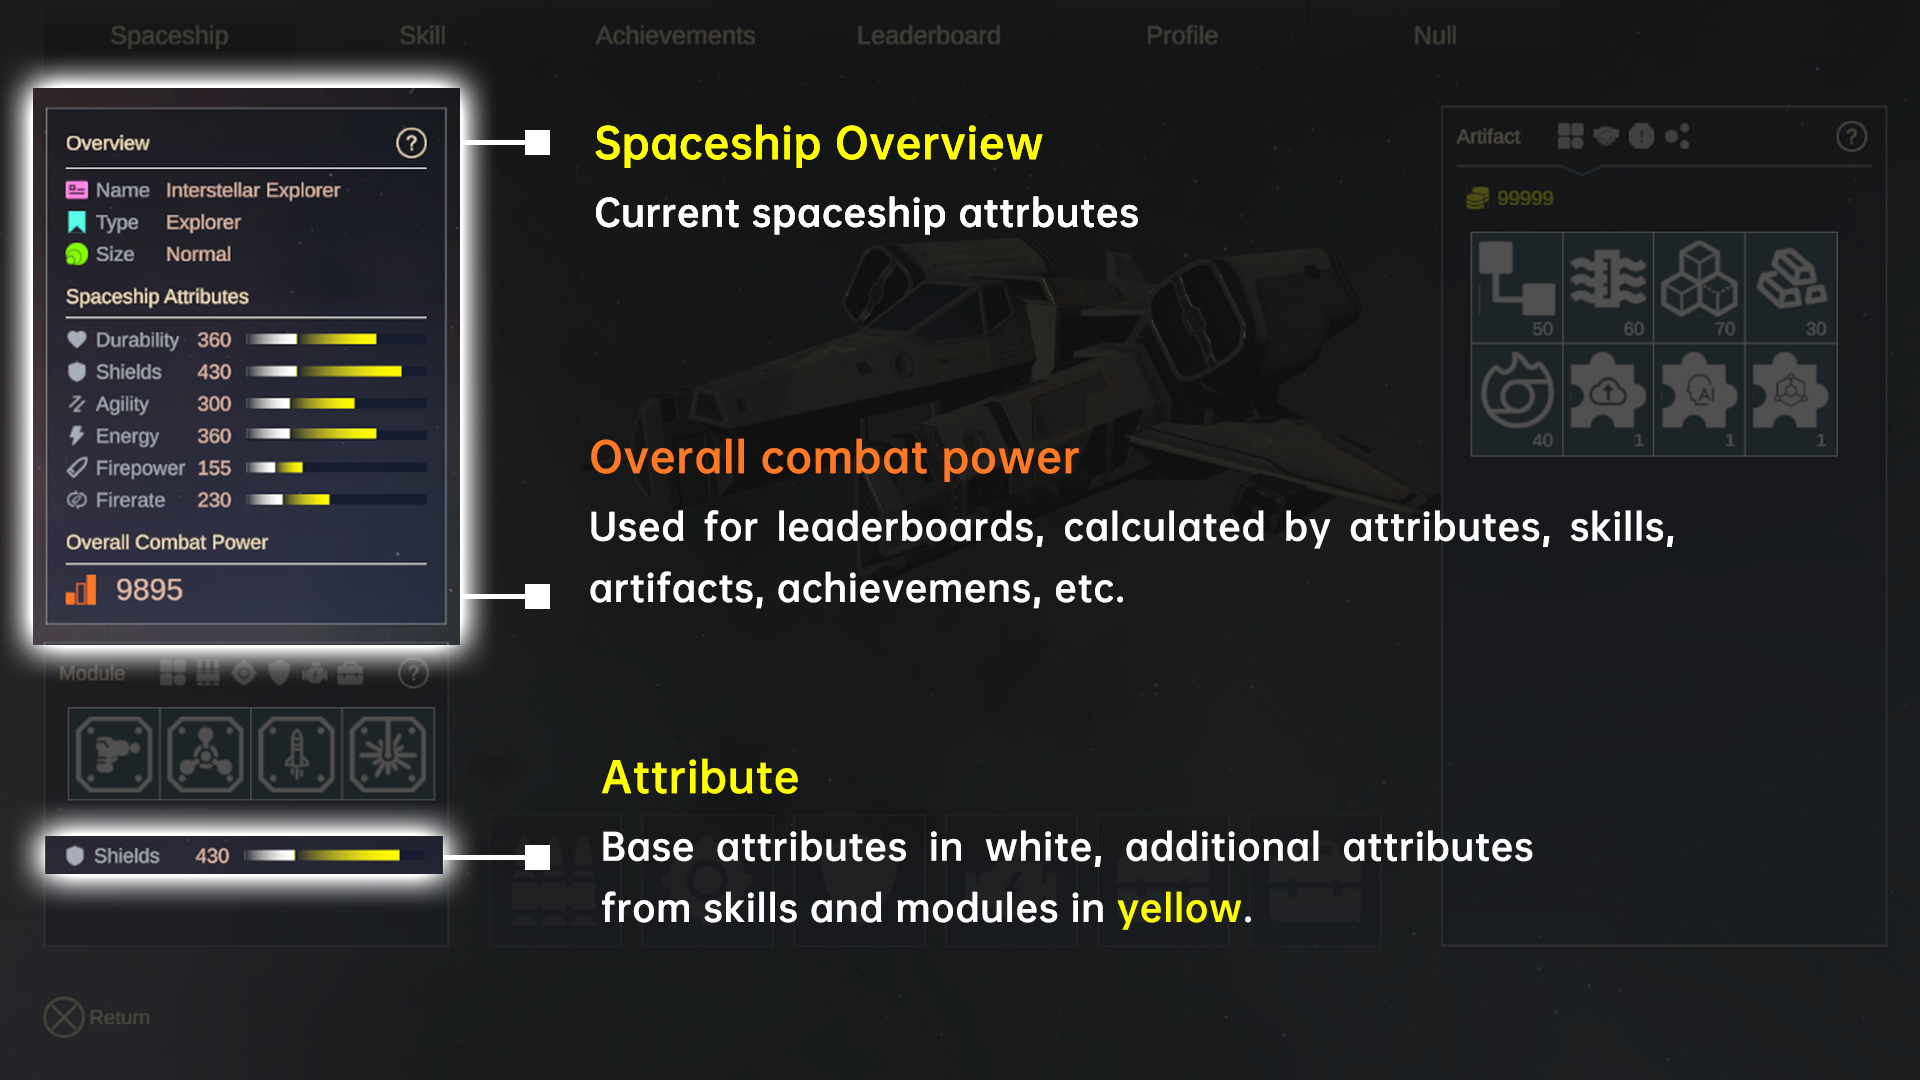 Spaceship Skill Achievements Leaderboard Profile Null
Overview ?
Name Interstellar Explorer
Type Explorer
Size Normal
Spaceship Attributes
Durability 360
Shields 430
Agility 300
Energy 360
Firepower 155
Firerate 230
Overall Combat Power
9895
Spaceship Overview
Current spaceship attrbutes
Overall combat power
Used for leaderboards, calculated by attributes, skills,
artifacts, achievemens, etc.
Artifact ?
99999
50 60 70 30
AI
40 1 1 1
Module ?
Shields 430
Attribute
Base attributes in white, additional attributes
from skills and modules in yellow.
Return